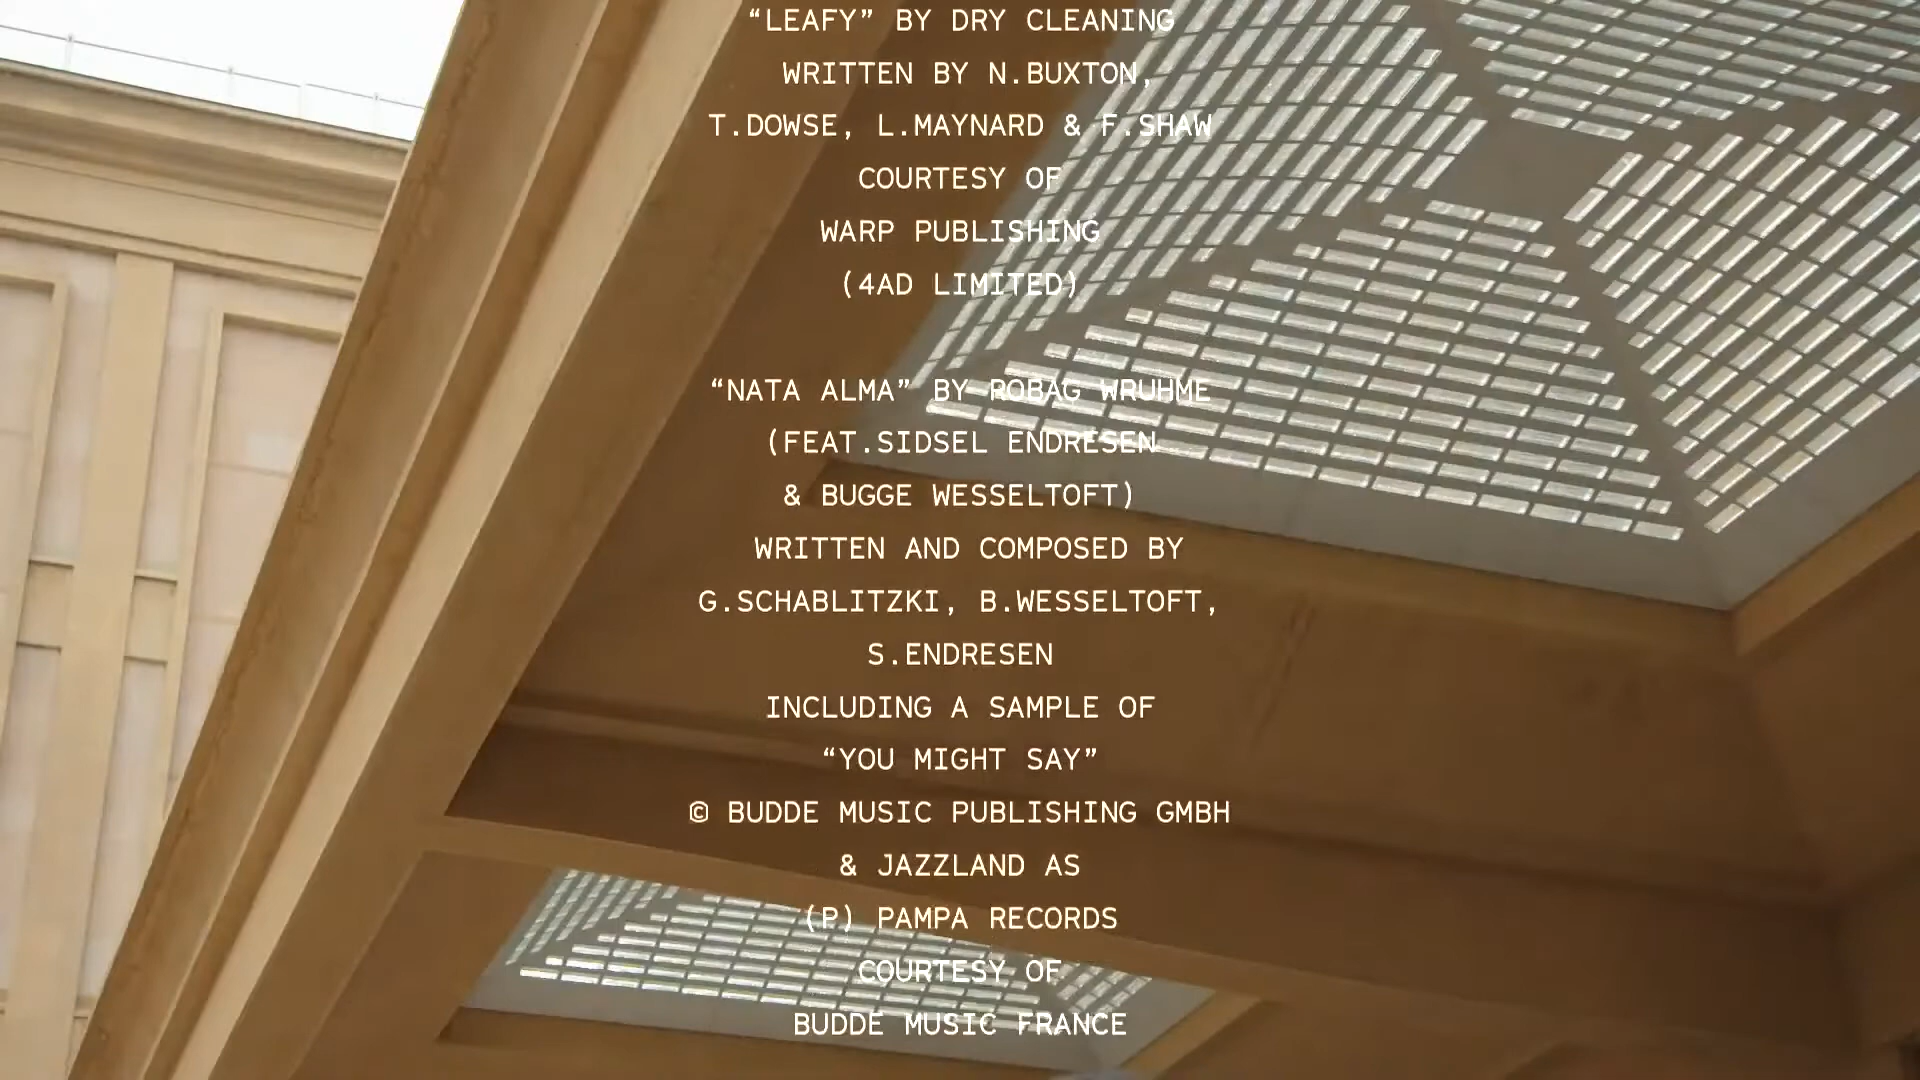 “LEAFY” BY DRY CLEANING
WRITTEN BY N.BUXTON,
T.DOWSE, L.MAYNARD & F.SHAW
COURTESY OF
WARP PUBLISHING
(4AD LIMITED)
“NATA ALMA” BY ROBAG WRUHME
(FEAT.SIDSEL ENDRESEN
& BUGGE WESSELTOFT)
WRITTEN AND COMPOSED BY
G.SCHABLITZKI, B.WESSELTOFT,
S.ENDRESEN
INCLUDING A SAMPLE OF
“YOU MIGHT SAY”
© BUDDE MUSIC PUBLISHING GMBH
& JAZZLAND AS
(P) PAMPA RECORDS
COURTESY OF
BUDDE MUSIC FRANCE